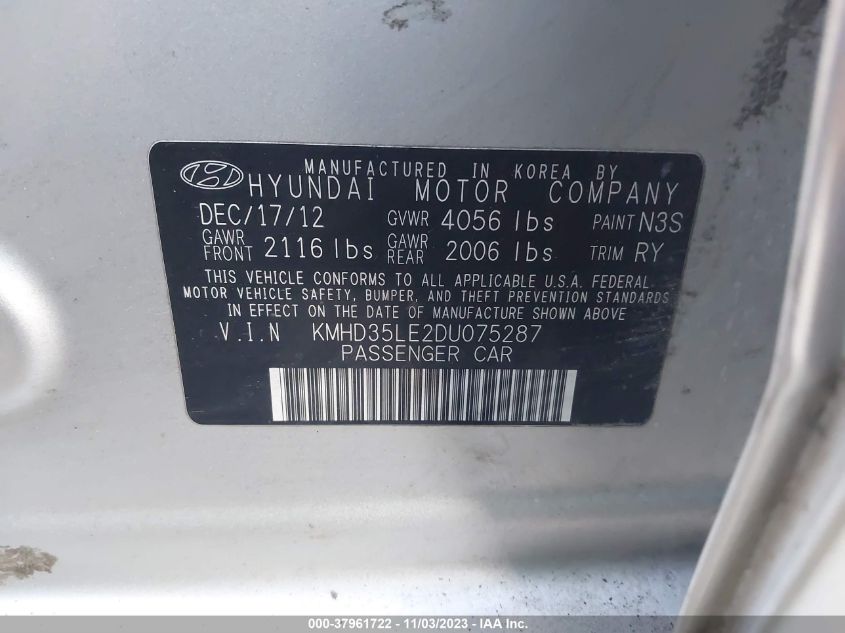 MANUFACTURED IN KOREA BY
HYUNDAI MOTOR COMPANY
DEC/17/12 GVWR 4056 lbs PAINT N3S
GAWR FRONT 2116 lbs GAWR REAR 2006 lbs TRIM RY
THIS VEHICLE CONFORMS TO ALL APPLICABLE U.S.A. FEDERAL
MOTOR VEHICLE SAFETY, BUMPER, AND THEFT PREVENTION STANDARDS
IN EFFECT ON THE DATE OF MANUFACTURE SHOWN ABOVE
V.I.N KMHD35LE2DU075287
PASSENGER CAR
000-37961722 - 11/03/2023 - IAA Inc.